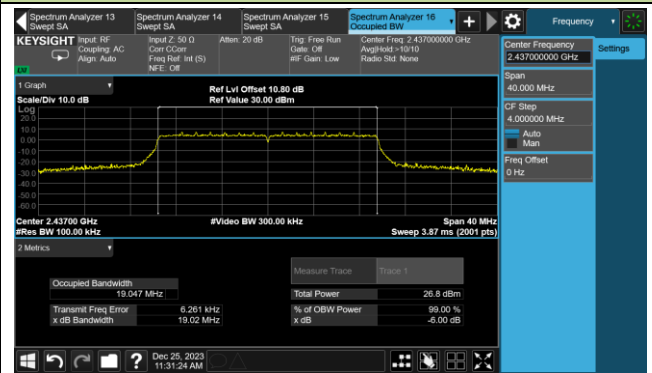 Spectrum Analyzer 13
Swept SA
Spectrum Analyzer 14
Swept SA
Spectrum Analyzer 15
Swept SA
Spectrum Analyzer 16
Occupied BW
Frequency
KEYSIGHT
Input: RF
Coupling: AC
Align: Auto
Input Z: 50 Ω
Corr CCorr
Freq Ref: Int (S)
NFE: Off
Atten: 20 dB
Trig: Free Run
Gate: Off
#IF Gain: Low
Center Freq: 2.437000000 GHz
Avg|Hold:>10/10
Radio Std: None
Center Frequency
2.437000000 GHz
Settings
Span
40.000 MHz
CF Step
4.000000 MHz
Auto
Man
Freq Offset
0 Hz
1 Graph
Scale/Div 10.0 dB
Ref Lvl Offset 10.80 dB
Ref Value 30.00 dBm
Log
20.0
10.0
0.00
-10.0
-20.0
-30.0
-40.0
-50.0
-60.0
Center 2.43700 GHz
#Video BW 300.00 kHz
Span 40 MHz
#Res BW 100.00 kHz
Sweep 3.87 ms (2001 pts)
2 Metrics
Measure Trace
Trace 1
Occupied Bandwidth
19.047 MHz
Total Power
26.8 dBm
Transmit Freq Error
6.261 kHz
% of OBW Power
99.00 %
x dB Bandwidth
19.02 MHz
x dB
-6.00 dB
Dec 25, 2023
11:31:24 AM